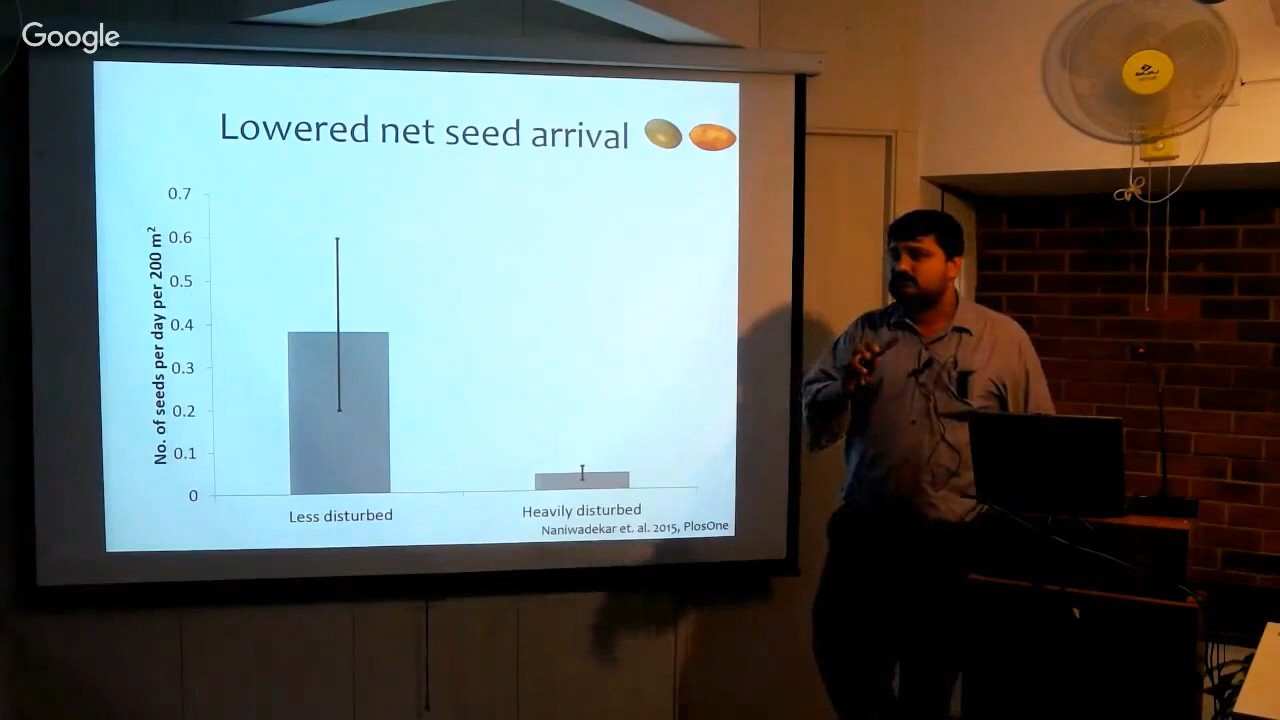 Google
Lowered net seed arrival
No. of seeds per day per 200 m²
0.7
0.6
0.5
0.4
0.3
0.2
0.1
0
Less disturbed
Heavily disturbed
Naniwadekar et. al. 2015, PlosOne
BAJAJ